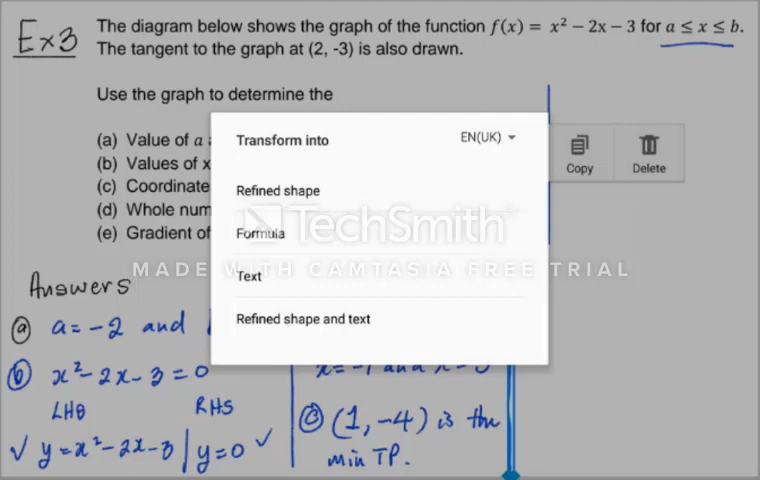 Ex3
The diagram below shows the graph of the function f(x) = x² − 2x − 3 for a ≤ x ≤ b.
The tangent to the graph at (2, -3) is also drawn.
Use the graph to determine the
(a) Value of a
(b) Values of x
(c) Coordinate
(d) Whole num
(e) Gradient of
Transform into
EN(UK)
Refined shape
Formula
Text
Refined shape and text
Copy
Delete
TechSmith
MADE WITH CAMTASIA FREE TRIAL
Answers
(a) a = −2 and
(b) x² − 2x − 3 = 0
LHS RHS
✓ y = x² − 2x − 3 | y = 0 ✓
x = −1 and x =
(c) (1, −4) is the
min TP.